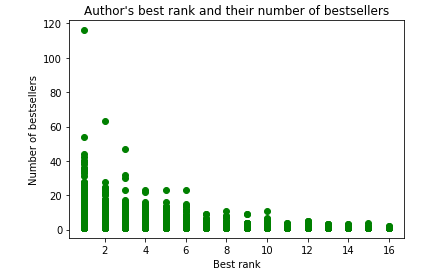 Author's best rank and their number of bestsellers
120
100
80
60
40
20
0
Number of bestsellers
2 4 6 8 10 12 14 16
Best rank